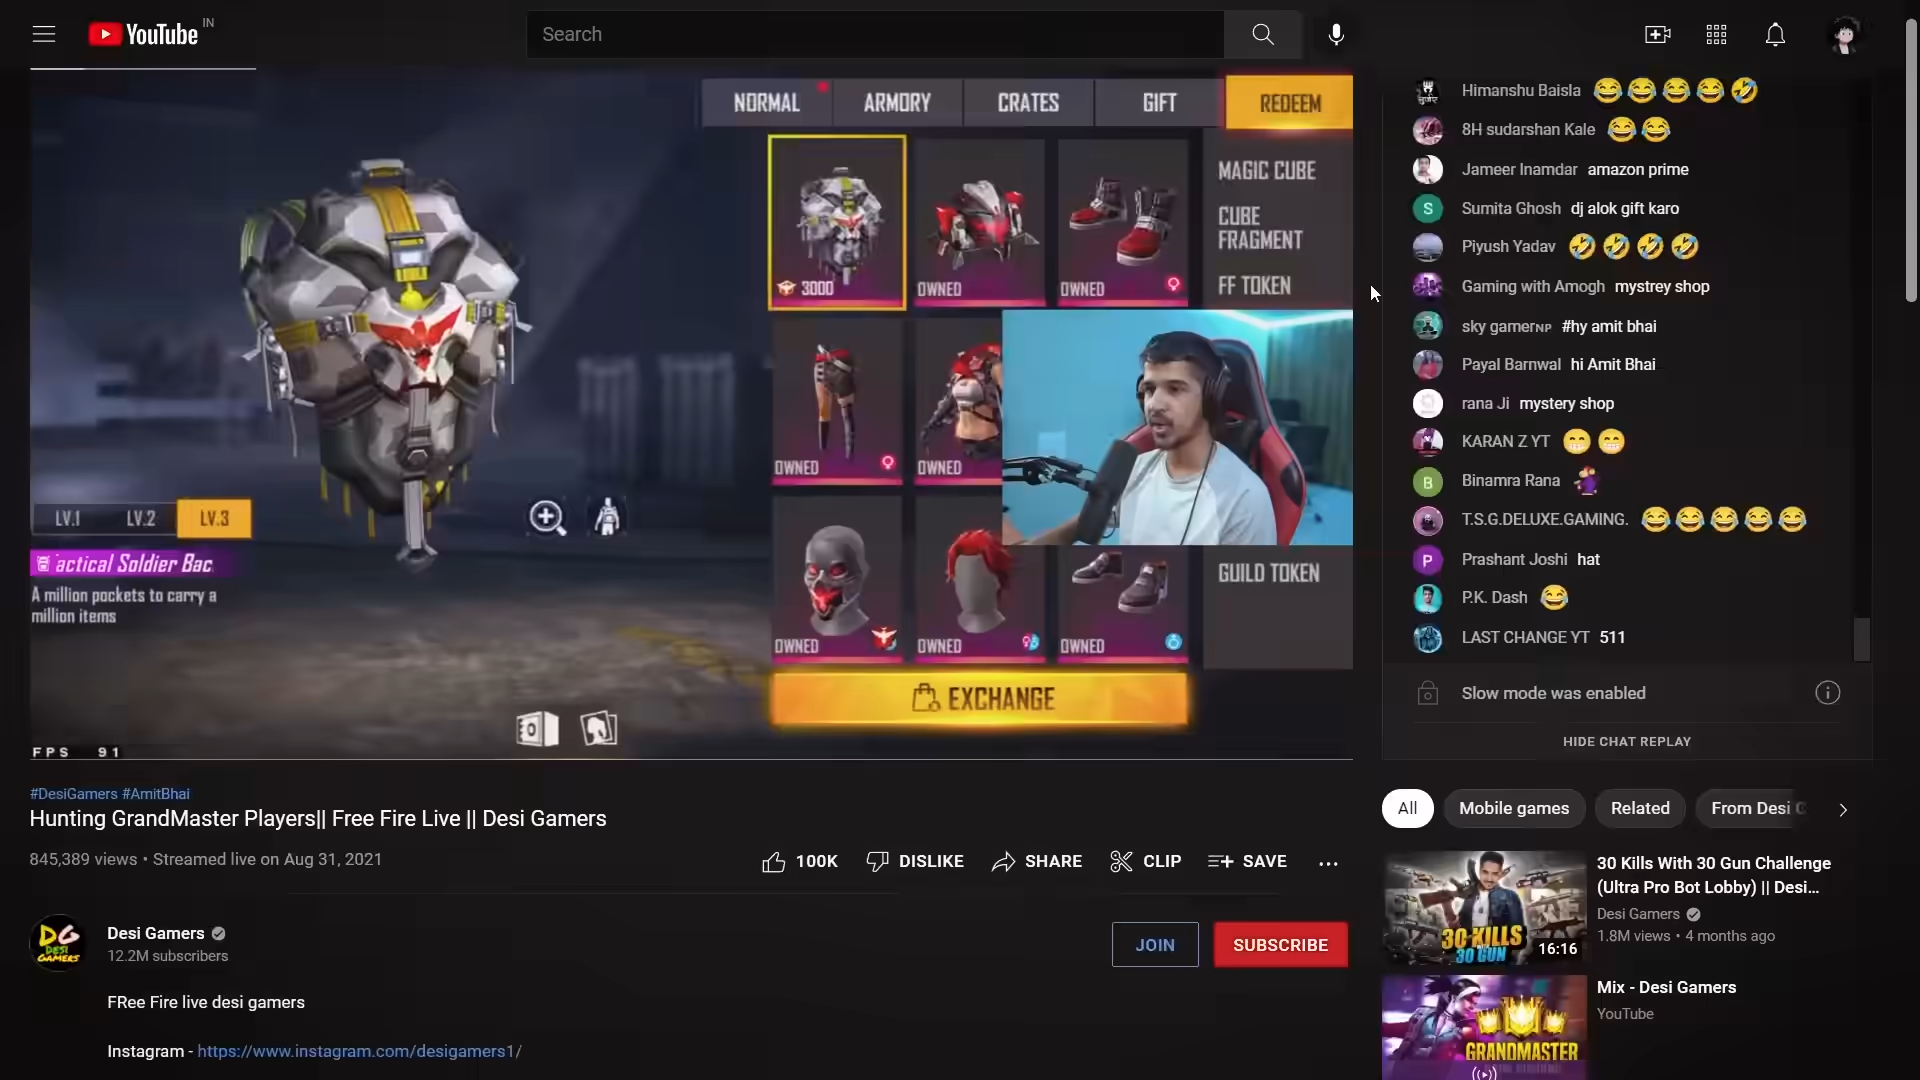 YouTube IN
Search
NORMAL ARMORY CRATES GIFT REDEEM
MAGIC CUBE
CUBE
FRAGMENT
FF TOKEN
GUILD TOKEN
3000 OWNED OWNED
OWNED OWNED
OWNED OWNED OWNED
EXCHANGE
LV.1 LV.2 LV.3
actical Soldier Bac
A million pockets to carry a
million items
FPS 91
Himanshu Baisla 😂😂😂😂🤣
8H sudarshan Kale 😂😂
Jameer Inamdar amazon prime
S Sumita Ghosh dj alok gift karo
Piyush Yadav 🤣🤣🤣🤣
Gaming with Amogh mystrey shop
sky gamerɴᴘ #hy amit bhai
Payal Barnwal hi Amit Bhai
rana Ji mystery shop
KARAN Z YT 😁😁
B Binamra Rana
T.S.G.DELUXE.GAMING. 😂😂😂😂😂
P Prashant Joshi hat
P.K. Dash 😂
LAST CHANGE YT 511
Slow mode was enabled
HIDE CHAT REPLAY
#DesiGamers #AmitBhai
Hunting GrandMaster Players|| Free Fire Live || Desi Gamers
845,389 views • Streamed live on Aug 31, 2021
100K DISLIKE SHARE CLIP SAVE ...
DG
DESI
GAMERS
Desi Gamers
12.2M subscribers
JOIN SUBSCRIBE
FRee Fire live desi gamers
Instagram - https://www.instagram.com/desigamers1/
All Mobile games Related From Desi G
30 KILLS
30 GUN
16:16
30 Kills With 30 Gun Challenge
(Ultra Pro Bot Lobby) || Desi...
Desi Gamers
1.8M views • 4 months ago
GRANDMASTER
Mix - Desi Gamers
YouTube